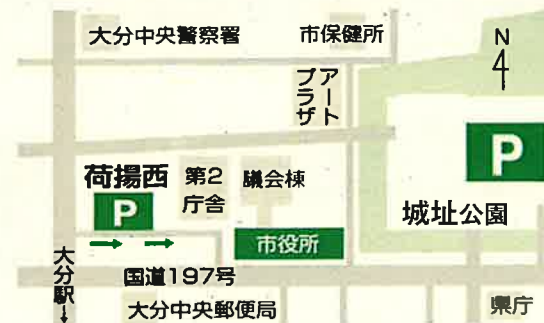 大分中央警察署
市保健所
N
アート
プラザ
P
荷揚西
P
第2
庁舎
議会棟
城址公園
市役所
大分駅↓
国道197号
大分中央郵便局
県庁